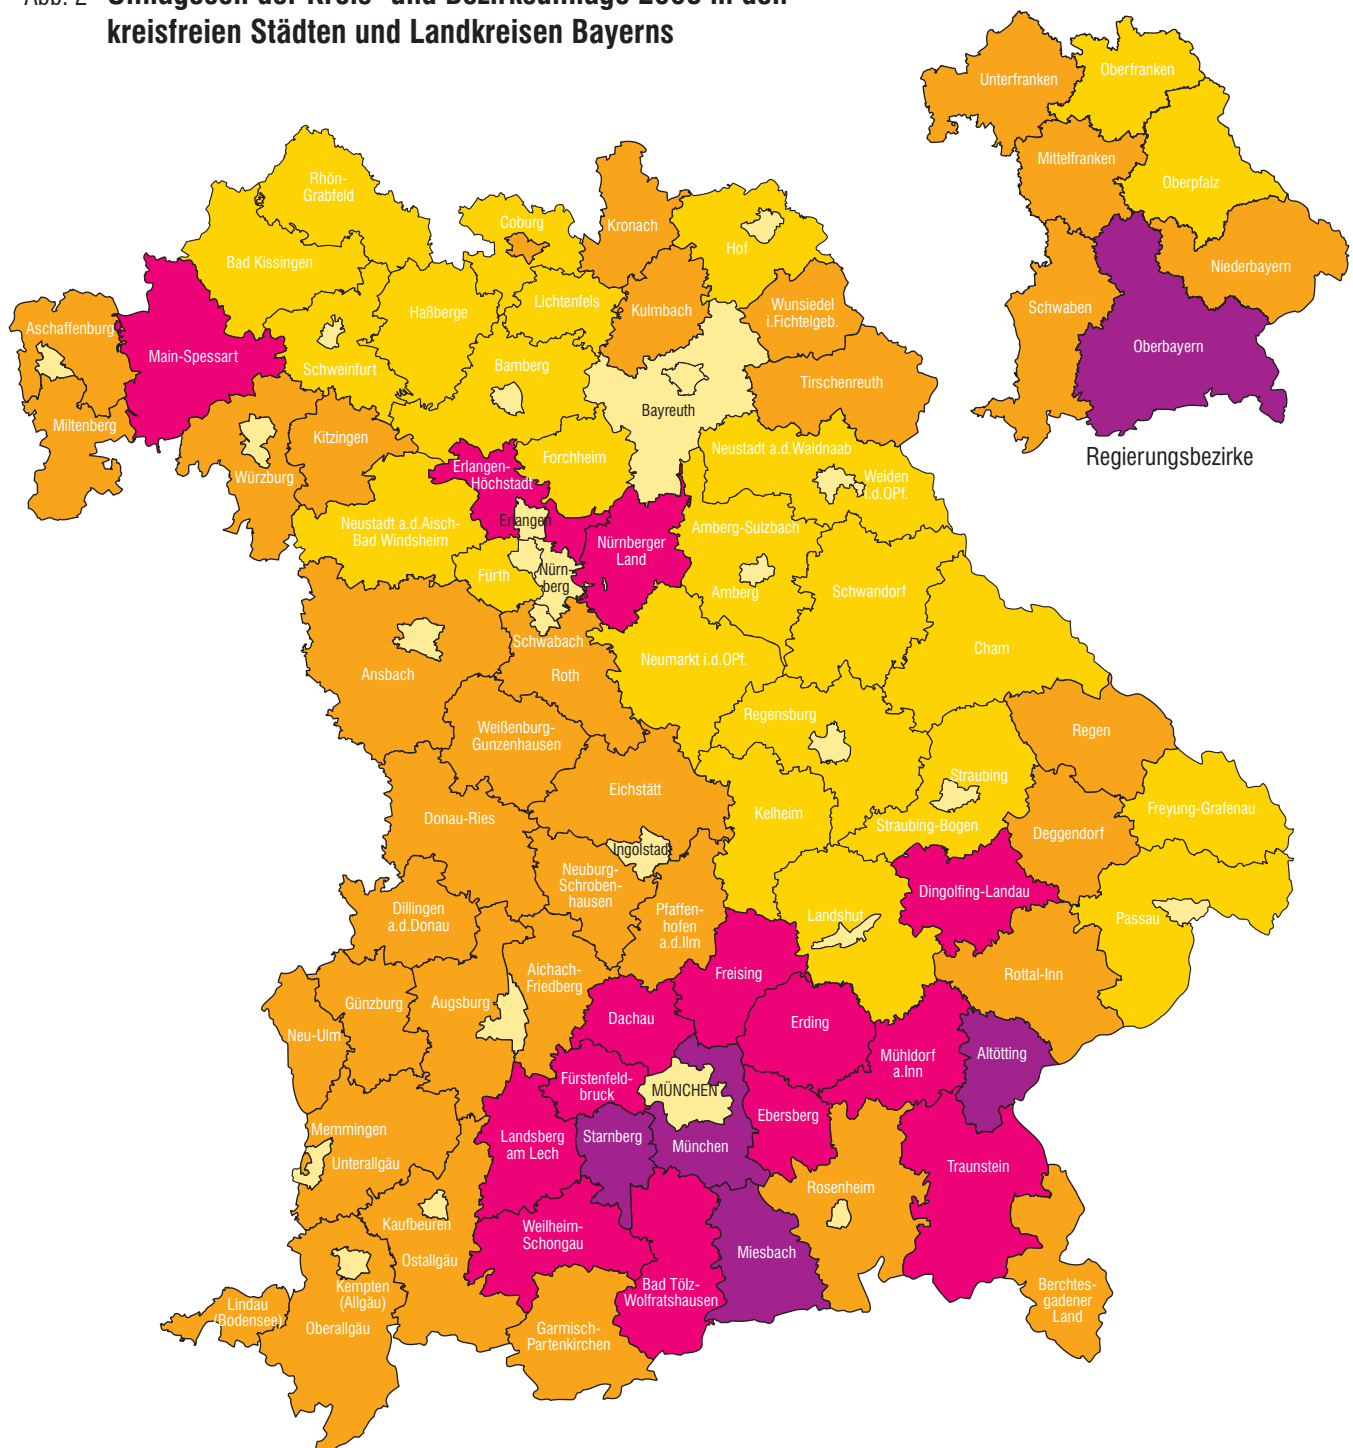 kreisfreien Städten und Landkreisen Bayerns
Unterfranken
Oberfranken
Mittelfranken
Oberpfalz
Niederbayern
Schwaben
Oberbayern
Regierungsbezirke
Rhön-
Grabfeld
Coburg
Kronach
Hof
Bad Kissingen
Lichtenfels
Haßberge
Kulmbach
Wunsiedel
i.Fichtelgeb.
Aschaffenburg
Main-Spessart
Schweinfurt
Bamberg
Tirschenreuth
Bayreuth
Miltenberg
Kitzingen
Würzburg
Forchheim
Erlangen-
Höchstadt
Neustadt a.d.Waldnaab
Weiden
i.d.OPf.
Erlangen
Neustadt a.d.Aisch-
Bad Windsheim
Nürnberger
Land
Amberg-Sulzbach
Fürth
Nürn-
berg
Amberg
Schwandorf
Schwabach
Roth
Neumarkt i.d.OPf.
Cham
Ansbach
Weißenburg-
Gunzenhausen
Regensburg
Regen
Eichstätt
Straubing
Donau-Ries
Kelheim
Straubing-Bogen
Freyung-Grafenau
Deggendorf
Ingolstadt
Neuburg-
Schroben-
hausen
Dingolfing-Landau
Dillingen
a.d.Donau
Pfaffen-
hofen
a.d.Ilm
Landshut
Passau
Aichach-
Friedberg
Freising
Rottal-Inn
Günzburg
Augsburg
Neu-Ulm
Dachau
Erding
Mühldorf
a.Inn
Altötting
Fürstenfeld-
bruck
MÜNCHEN
Ebersberg
Memmingen
Unterallgäu
Landsberg
am Lech
Starnberg
München
Traunstein
Rosenheim
Kaufbeuren
Ostallgäu
Weilheim-
Schongau
Miesbach
Kempten
(Allgäu)
Bad Tölz-
Wolfratshausen
Berchtes-
gadener
Land
Lindau
(Bodensee)
Oberallgäu
Garmisch-
Partenkirchen